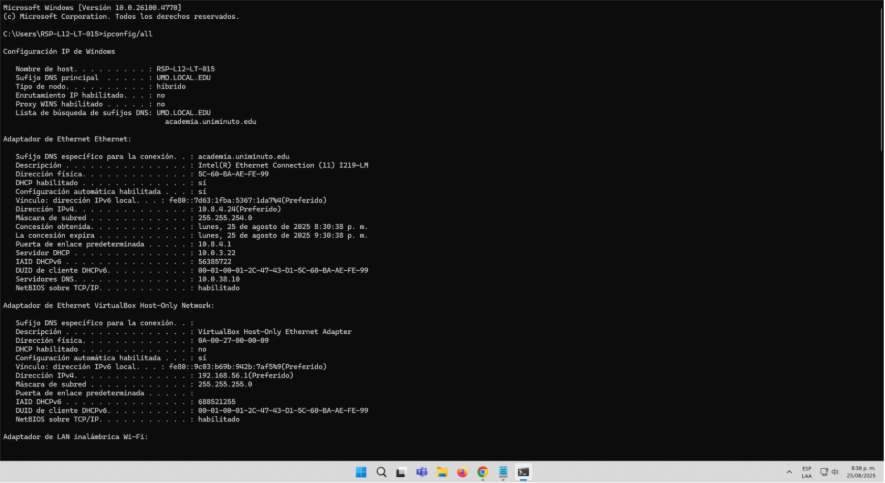 Microsoft Windows [Versión 10.0.26100.4770]
(c) Microsoft Corporation. Todos los derechos reservados.
C:\Users\RSP-L12-LT-015>ipconfig/all
Configuración IP de Windows
Nombre de host. . . . . . . . . : RSP-L12-LT-015
Sufijo DNS principal  . . . . . : UMD.LOCAL.EDU
Tipo de nodo. . . . . . . . . . : híbrido
Enrutamiento IP habilitado. . . : no
Proxy WINS habilitado . . . . . : no
Lista de búsqueda de sufijos DNS: UMD.LOCAL.EDU
academia.uniminuto.edu
Adaptador de Ethernet Ethernet:
Sufijo DNS específico para la conexión. . : academia.uniminuto.edu
Descripción . . . . . . . . . . . . . . . : Intel(R) Ethernet Connection (11) I219-LM
Dirección física. . . . . . . . . . . . . : 5C-60-BA-AE-FE-99
DHCP habilitado . . . . . . . . . . . . . : sí
Configuración automática habilitada . . . : sí
Vínculo: dirección IPv6 local. . . : fe80::7d63:1fba:5367:1da7%4(Preferido)
Dirección IPv4. . . . . . . . . . . . . . : 10.8.4.24(Preferido)
Máscara de subred . . . . . . . . . . . . : 255.255.254.0
Concesión obtenida. . . . . . . . . . . . : lunes, 25 de agosto de 2025 8:30:38 p. m.
La concesión expira . . . . . . . . . . . : lunes, 25 de agosto de 2025 9:30:38 p. m.
Puerta de enlace predeterminada . . . . . : 10.8.4.1
Servidor DHCP . . . . . . . . . . . . . . : 10.0.3.22
IAID DHCPv6 . . . . . . . . . . . . . . . : 56385722
DUID de cliente DHCPv6. . . . . . . . . . : 00-01-00-01-2C-47-43-D1-5C-60-BA-AE-FE-99
Servidores DNS. . . . . . . . . . . . . . : 10.0.38.10
NetBIOS sobre TCP/IP. . . . . . . . . . . : habilitado
Adaptador de Ethernet VirtualBox Host-Only Network:
Sufijo DNS específico para la conexión. . :
Descripción . . . . . . . . . . . . . . . : VirtualBox Host-Only Ethernet Adapter
Dirección física. . . . . . . . . . . . . : 0A-00-27-00-00-09
DHCP habilitado . . . . . . . . . . . . . : no
Configuración automática habilitada . . . : sí
Vínculo: dirección IPv6 local. . . : fe80::9c03:b69b:942b:7af5%9(Preferido)
Dirección IPv4. . . . . . . . . . . . . . : 192.168.56.1(Preferido)
Máscara de subred . . . . . . . . . . . . : 255.255.255.0
Puerta de enlace predeterminada . . . . . :
IAID DHCPv6 . . . . . . . . . . . . . . . : 688521255
DUID de cliente DHCPv6. . . . . . . . . . : 00-01-00-01-2C-47-43-D1-5C-60-BA-AE-FE-99
NetBIOS sobre TCP/IP. . . . . . . . . . . : habilitado
Adaptador de LAN inalámbrica Wi-Fi:
ESP
LAA
8:38 p. m.
25/08/2025